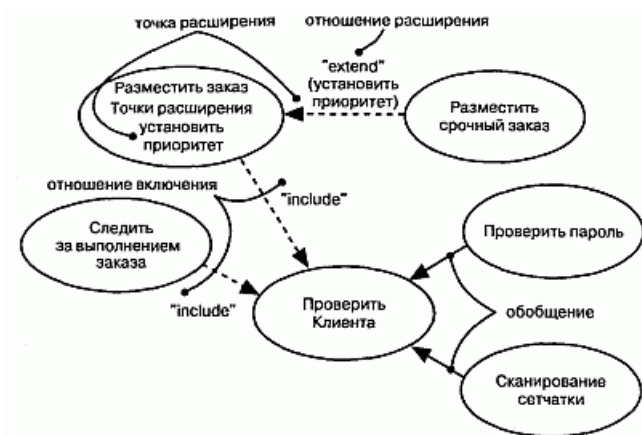 точка расширения
отношение расширения
"extend"
(установить
приоритет)
Разместить заказ
Точки расширения
установить
приоритет
Разместить
срочный заказ
отношение включения
"include"
Следить
за выполнением
заказа
"include"
Проверить
Клиента
Проверить пароль
обобщение
Сканирование
сетчатки